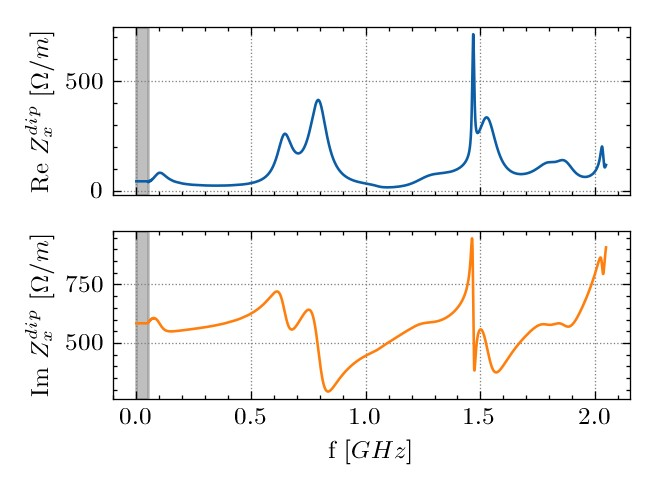 Re Z_x^{dip} [Ω/m]
500
0
Im Z_x^{dip} [Ω/m]
750
500
0.0 0.5 1.0 1.5 2.0
f [GHz]